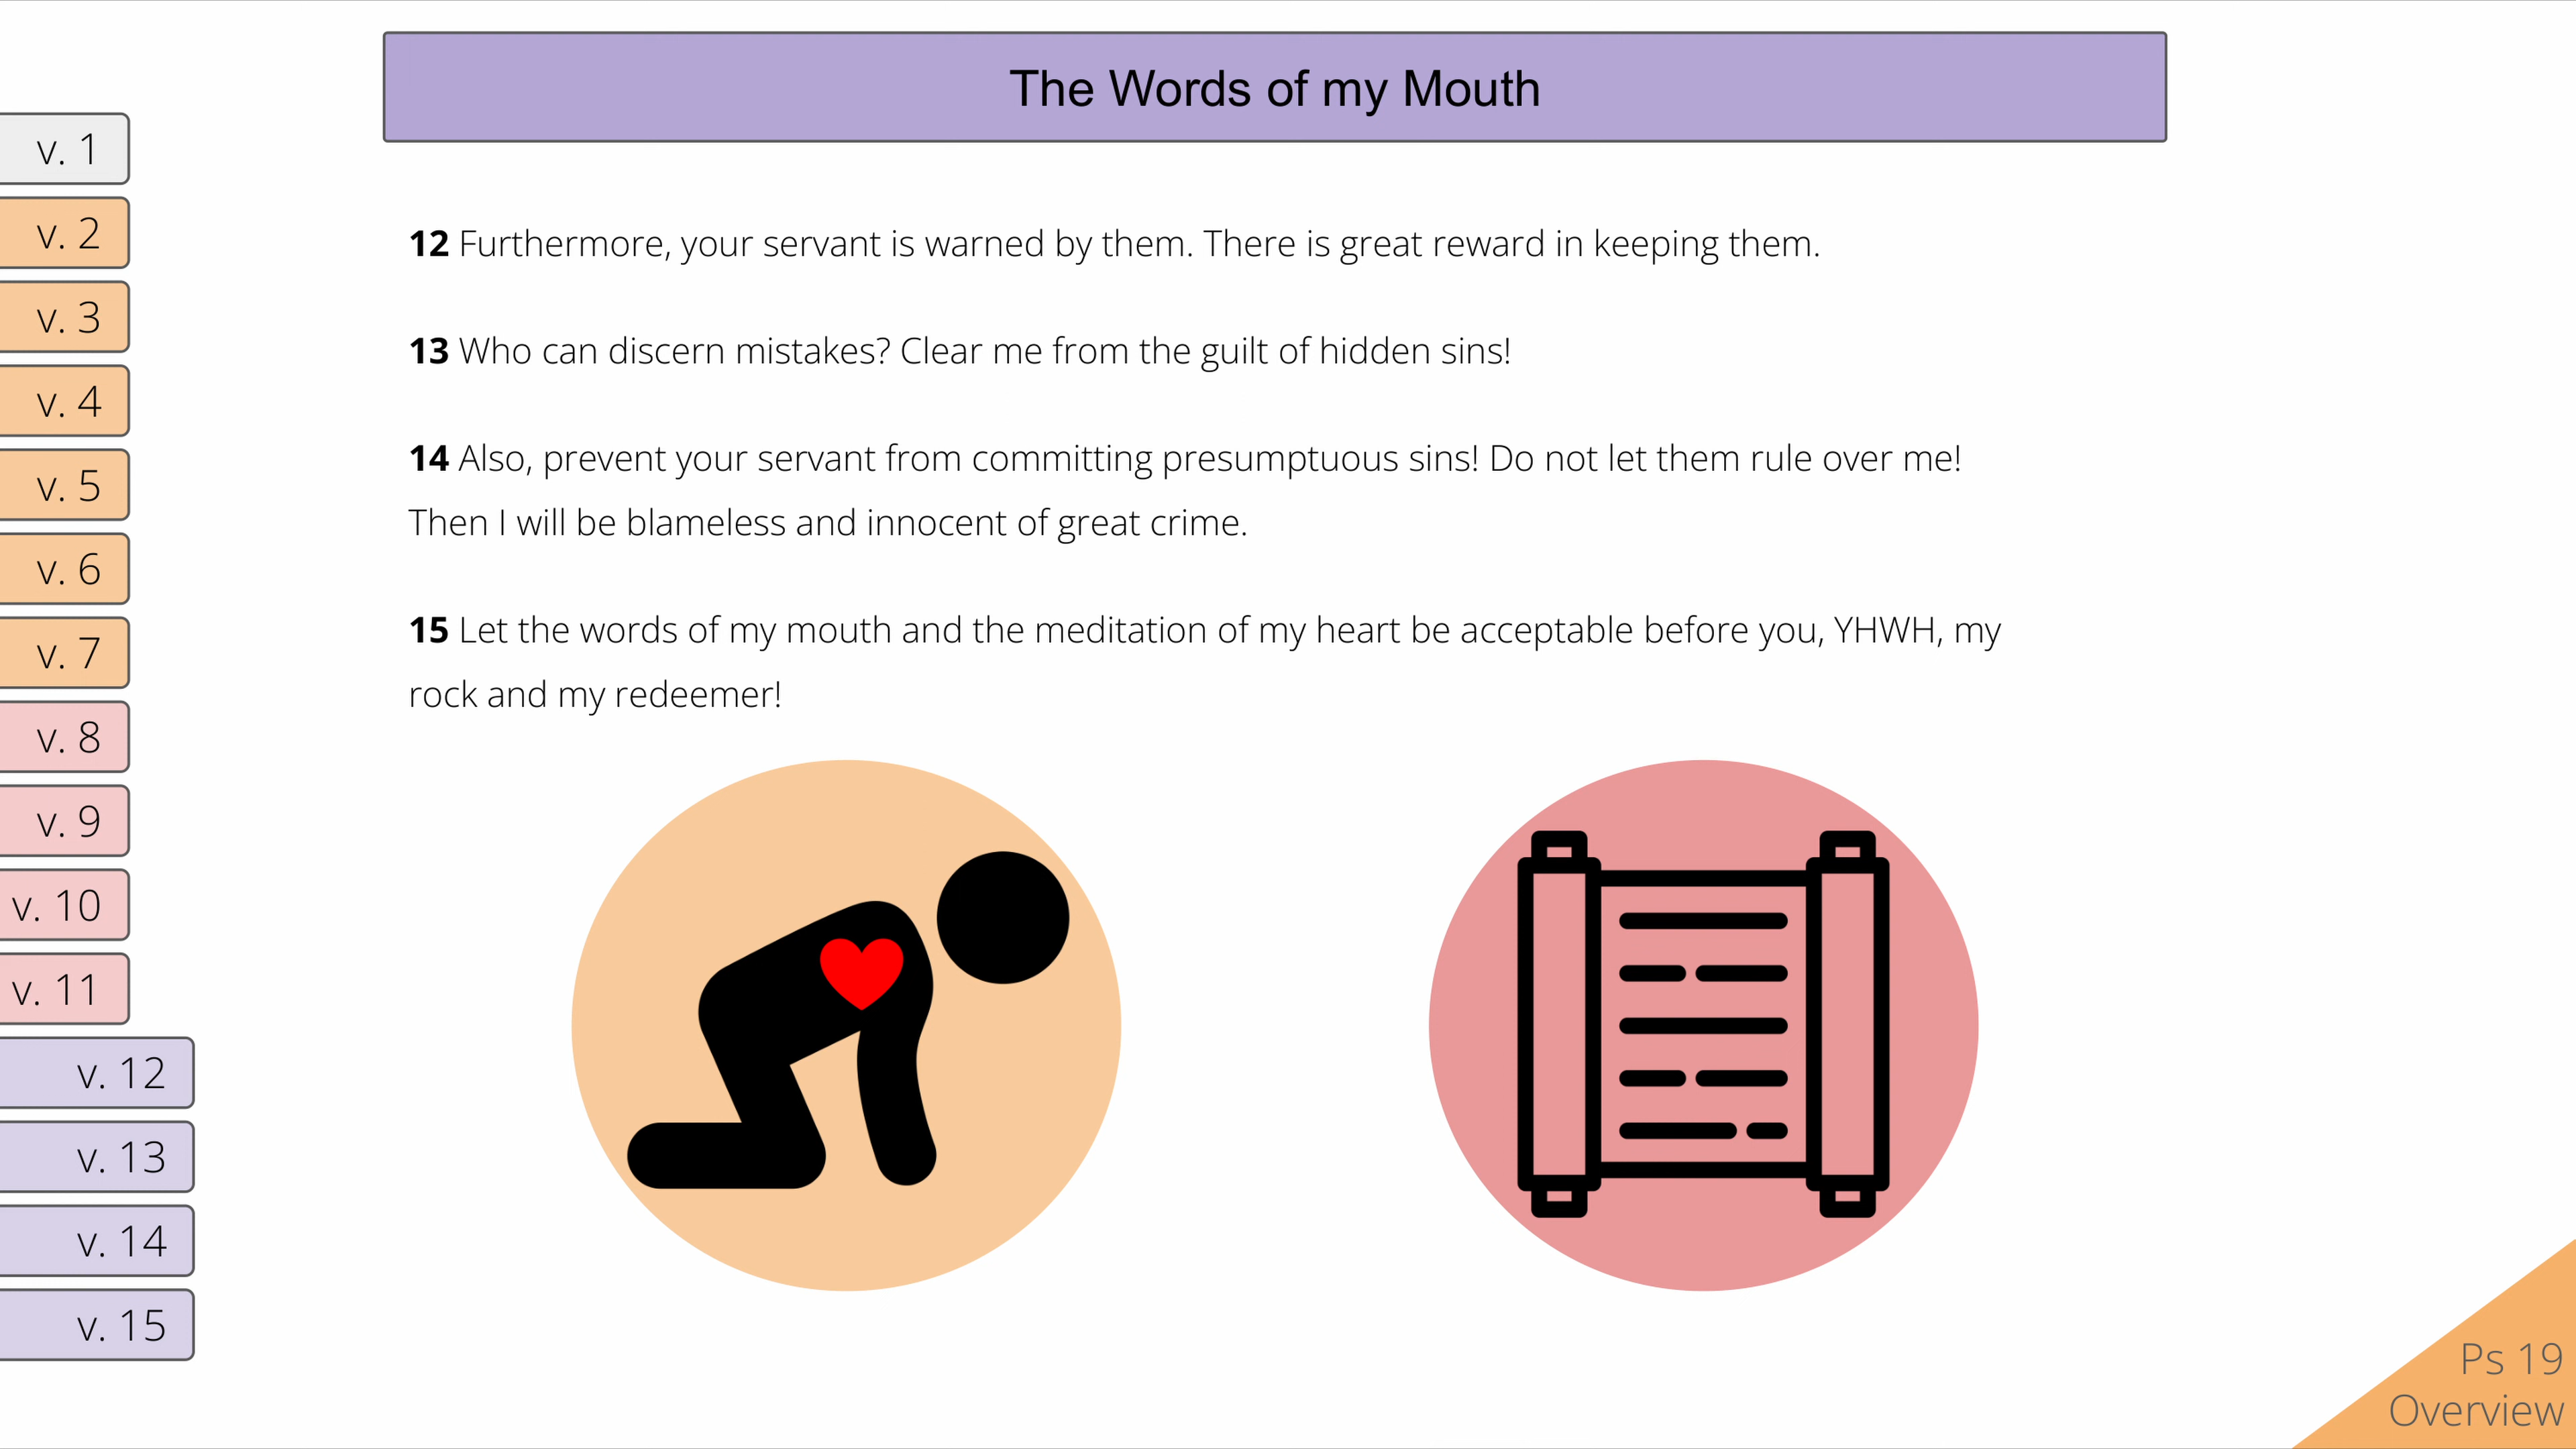 The Words of my Mouth
v. 1
v. 2
v. 3
v. 4
v. 5
v. 6
v. 7
v. 8
v. 9
v. 10
v. 11
v. 12
v. 13
v. 14
v. 15
12 Furthermore, your servant is warned by them. There is great reward in keeping them.
13 Who can discern mistakes? Clear me from the guilt of hidden sins!
14 Also, prevent your servant from committing presumptuous sins! Do not let them rule over me!
Then I will be blameless and innocent of great crime.
15 Let the words of my mouth and the meditation of my heart be acceptable before you, YHWH, my
rock and my redeemer!
Ps 19
Overview